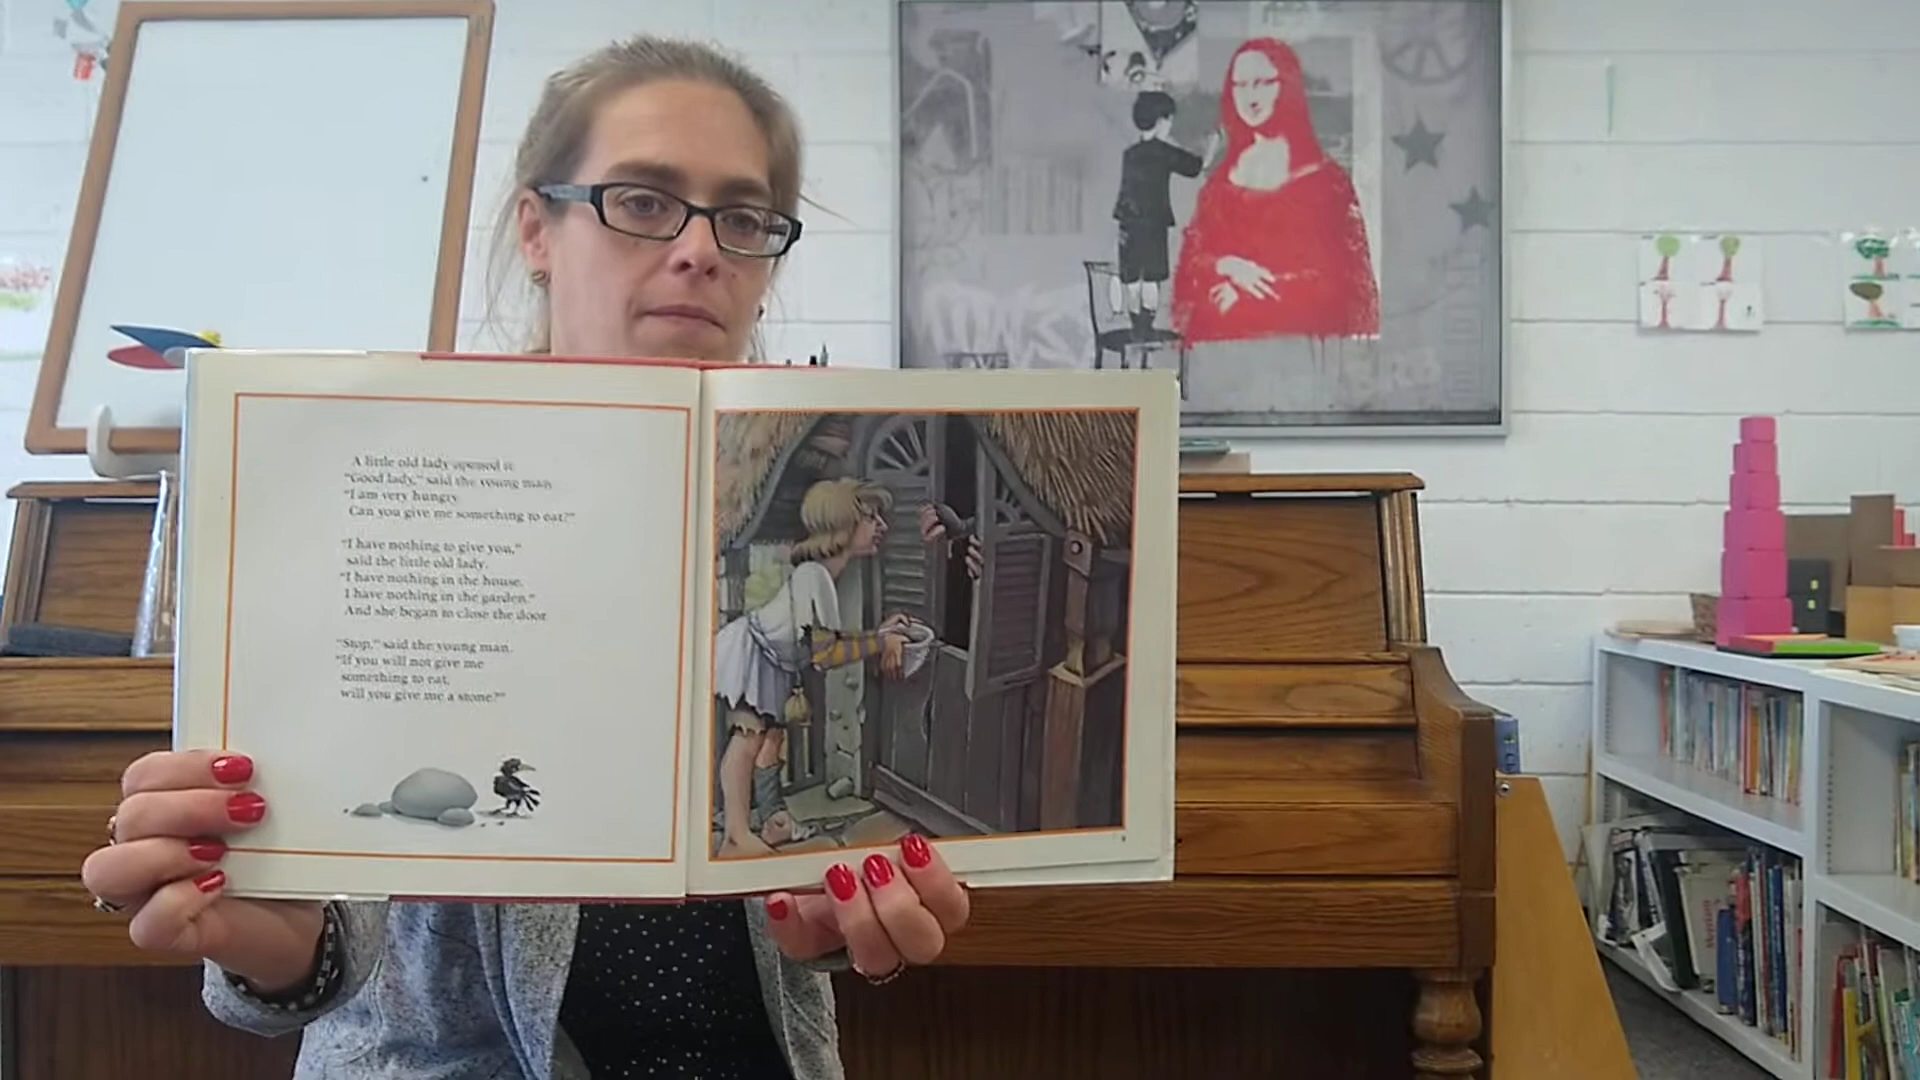 A little old lady opened it.
"Good lady," said the young man,
"I am very hungry.
Can you give me something to eat?"
"I have nothing to give you,"
said the little old lady.
"I have nothing in the house.
I have nothing in the garden."
And she began to close the door.
"Stop," said the young man.
"If you will not give me
something to eat,
will you give me a stone?"
LOVE